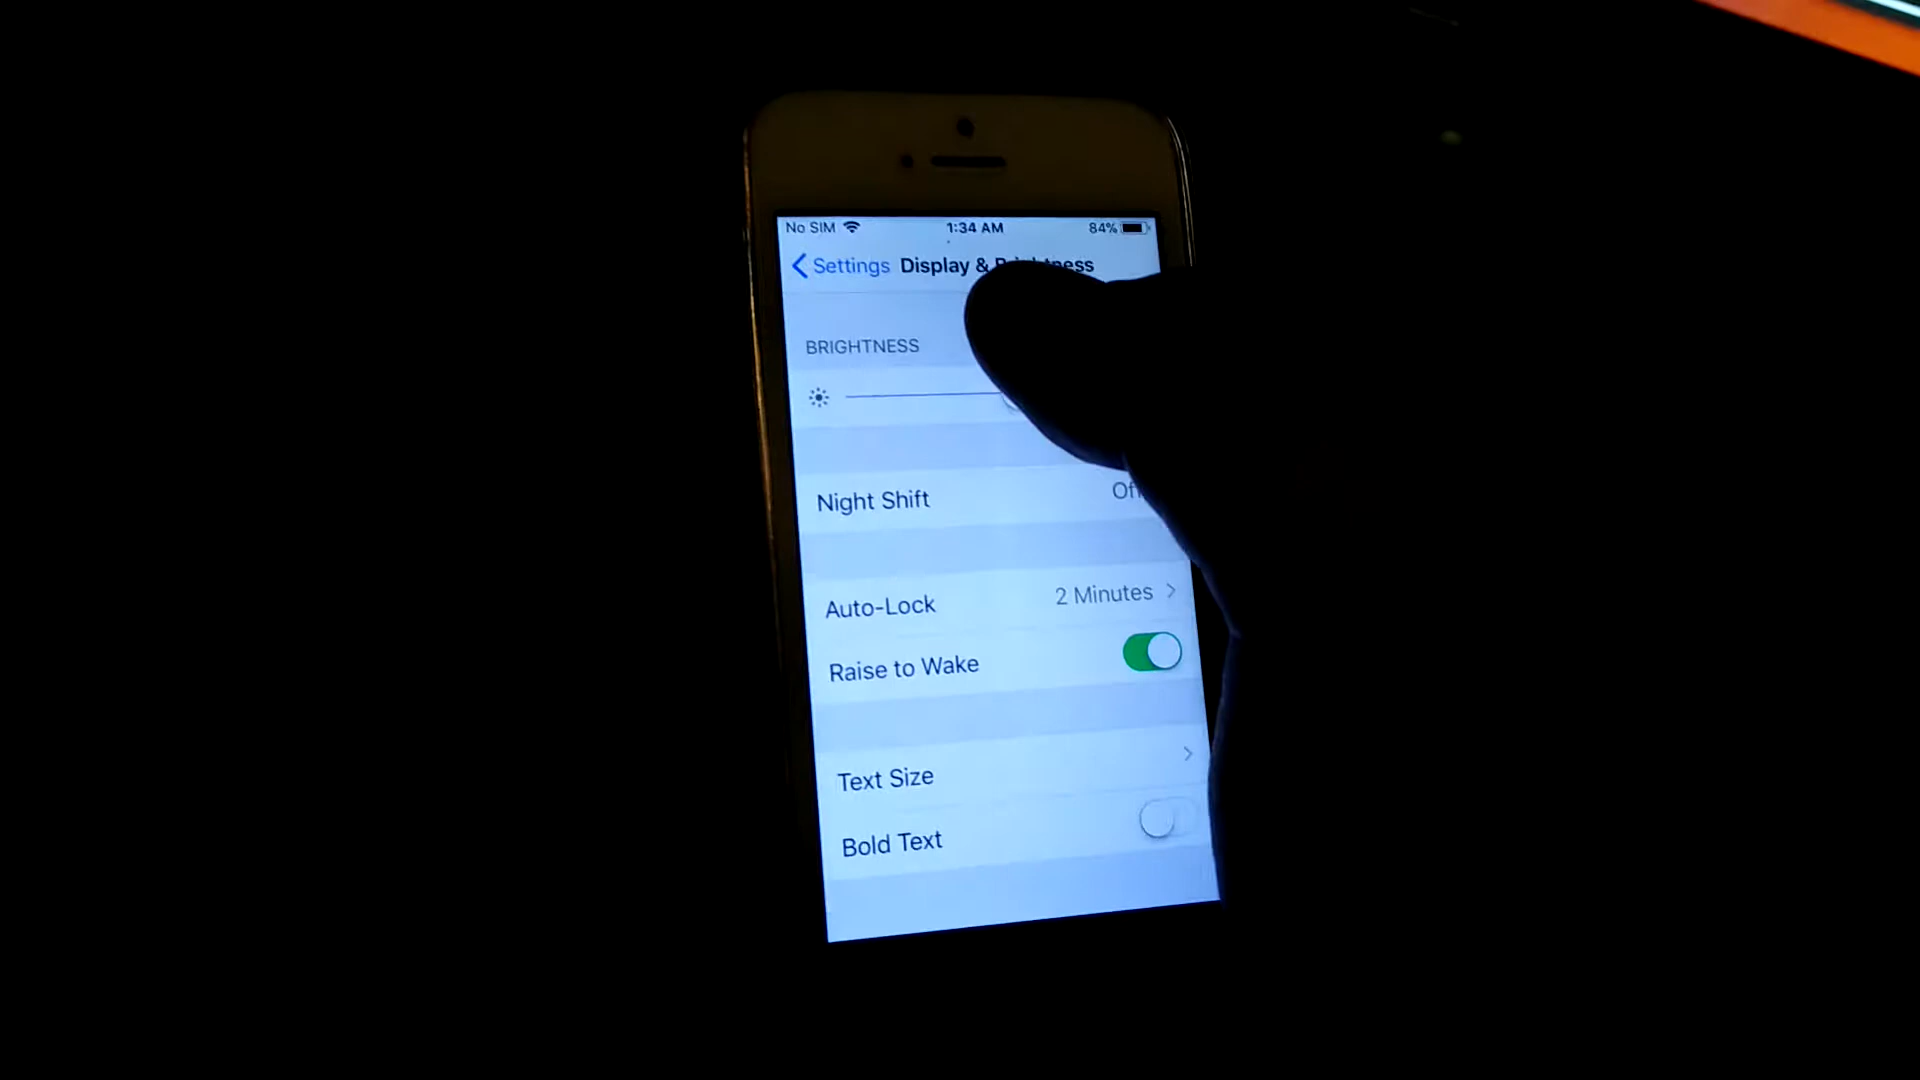 No SIM 1:34 AM 84%
Settings Display &
BRIGHTNESS
Night Shift
Auto-Lock 2 Minutes
Raise to Wake
Text Size
Bold Text